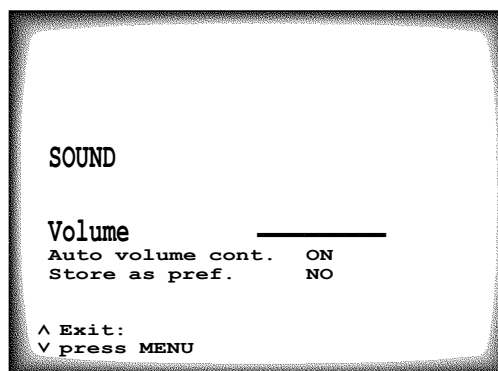 SOUND
Volume
Auto volume cont. ON
Store as pref. NO
∧ Exit:
∨ press MENU